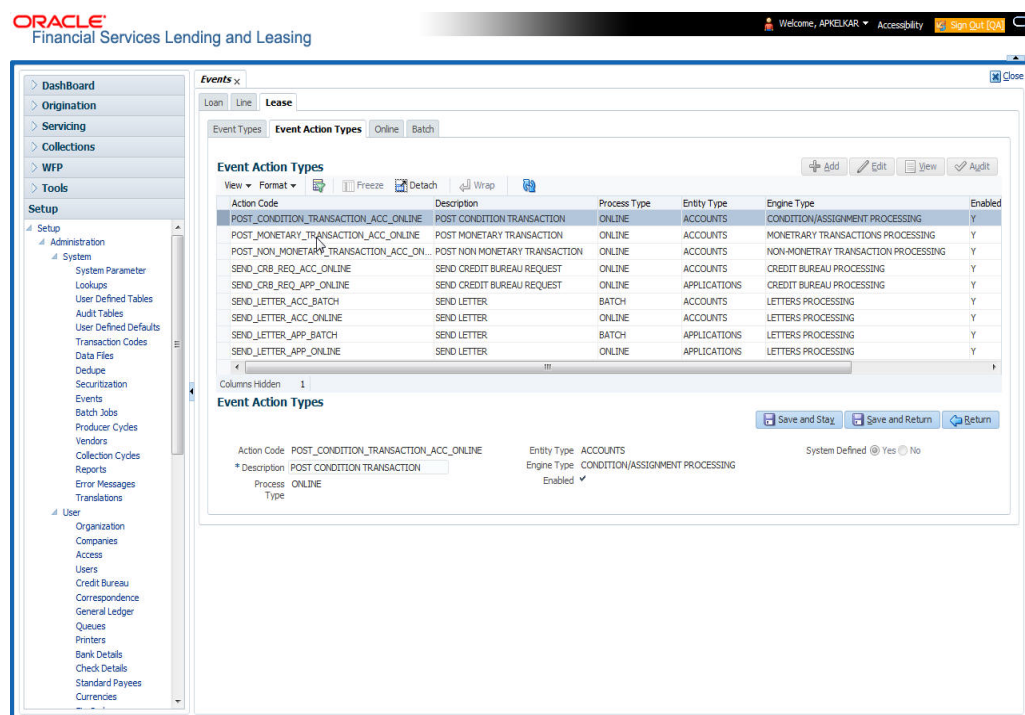 ORACLE®
Financial Services Lending and Leasing
Welcome, APKELKAR Accessibility Sign Out [QA]
Close
DashBoard
Origination
Servicing
Collections
WFP
Tools
Setup
Setup
Administration
System
System Parameter
Lookups
User Defined Tables
Audit Tables
User Defined Defaults
Transaction Codes
Data Files
Dedupe
Securitization
Events
Batch Jobs
Producer Cycles
Vendors
Collection Cycles
Reports
Error Messages
Translations
User
Organization
Companies
Access
Users
Credit Bureau
Correspondence
General Ledger
Queues
Printers
Bank Details
Check Details
Standard Payees
Currencies
Events x
Loan Line Lease
Event Types Event Action Types Online Batch
Event Action Types
Add Edit View Audit
View Format Freeze Detach Wrap
Action Code Description Process Type Entity Type Engine Type Enabled
POST_CONDITION_TRANSACTION_ACC_ONLINE POST CONDITION TRANSACTION ONLINE ACCOUNTS CONDITION/ASSIGNMENT PROCESSING Y
POST_MONETARY_TRANSACTION_ACC_ONLINE POST MONETARY TRANSACTION ONLINE ACCOUNTS MONETRARY TRANSACTIONS PROCESSING Y
POST_NON_MONETARY_TRANSACTION_ACC_ON... POST NON MONETARY TRANSACTION ONLINE ACCOUNTS NON-MONETRAY TRANSACTION PROCESSING Y
SEND_CRB_REQ_ACC_ONLINE SEND CREDIT BUREAU REQUEST ONLINE ACCOUNTS CREDIT BUREAU PROCESSING Y
SEND_CRB_REQ_APP_ONLINE SEND CREDIT BUREAU REQUEST ONLINE APPLICATIONS CREDIT BUREAU PROCESSING Y
SEND_LETTER_ACC_BATCH SEND LETTER BATCH ACCOUNTS LETTERS PROCESSING Y
SEND_LETTER_ACC_ONLINE SEND LETTER ONLINE ACCOUNTS LETTERS PROCESSING Y
SEND_LETTER_APP_BATCH SEND LETTER BATCH APPLICATIONS LETTERS PROCESSING Y
SEND_LETTER_APP_ONLINE SEND LETTER ONLINE APPLICATIONS LETTERS PROCESSING Y
Columns Hidden 1
Event Action Types
Save and Stay Save and Return Return
Action Code POST_CONDITION_TRANSACTION_ACC_ONLINE Entity Type ACCOUNTS System Defined Yes No
* Description POST CONDITION TRANSACTION Engine Type CONDITION/ASSIGNMENT PROCESSING
Process Type ONLINE Enabled